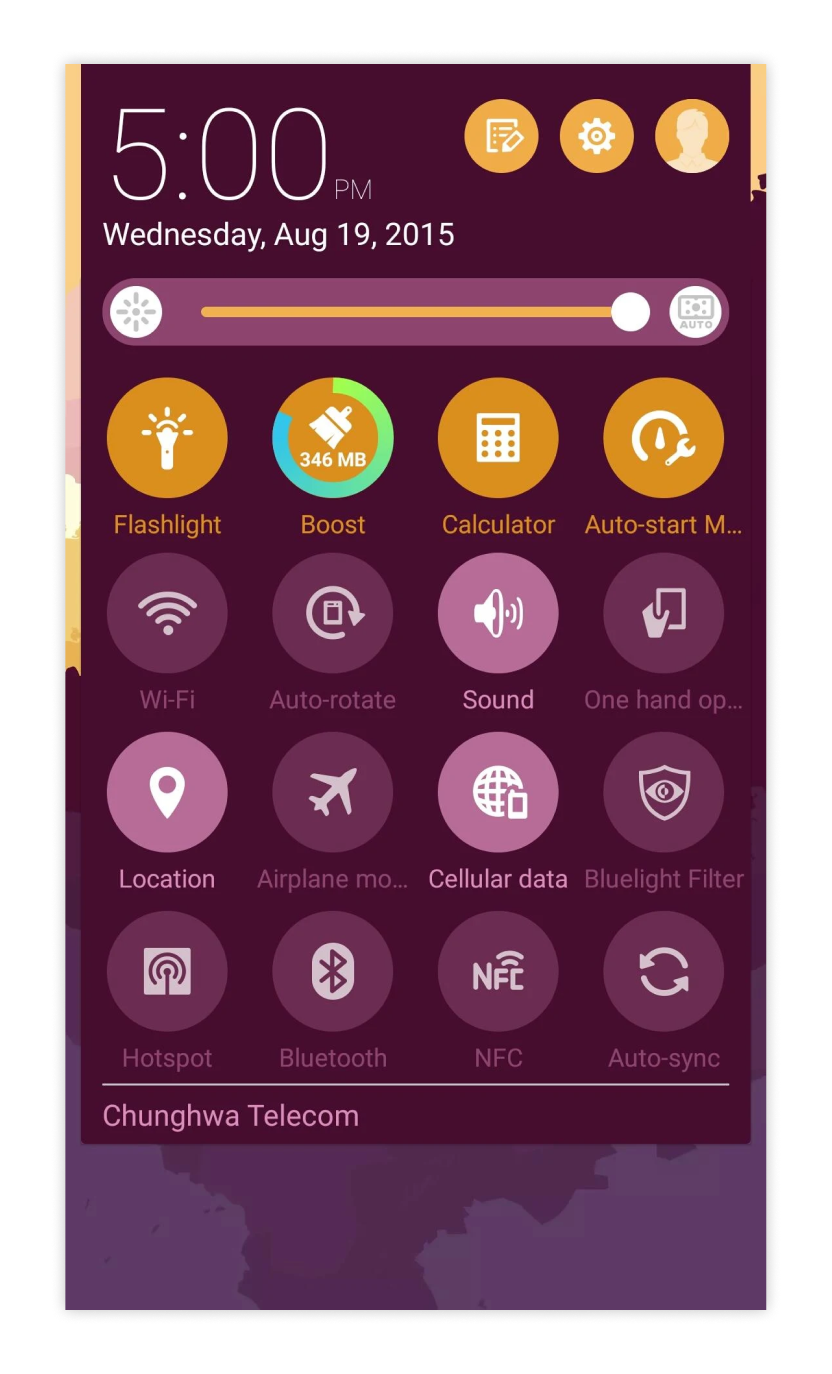 5:00 PM
Wednesday, Aug 19, 2015
AUTO
346 MB
Flashlight Boost Calculator Auto-start M...
Wi-Fi Auto-rotate Sound One hand op...
Location Airplane mo... Cellular data Bluelight Filter
NFC
Hotspot Bluetooth NFC Auto-sync
Chunghwa Telecom